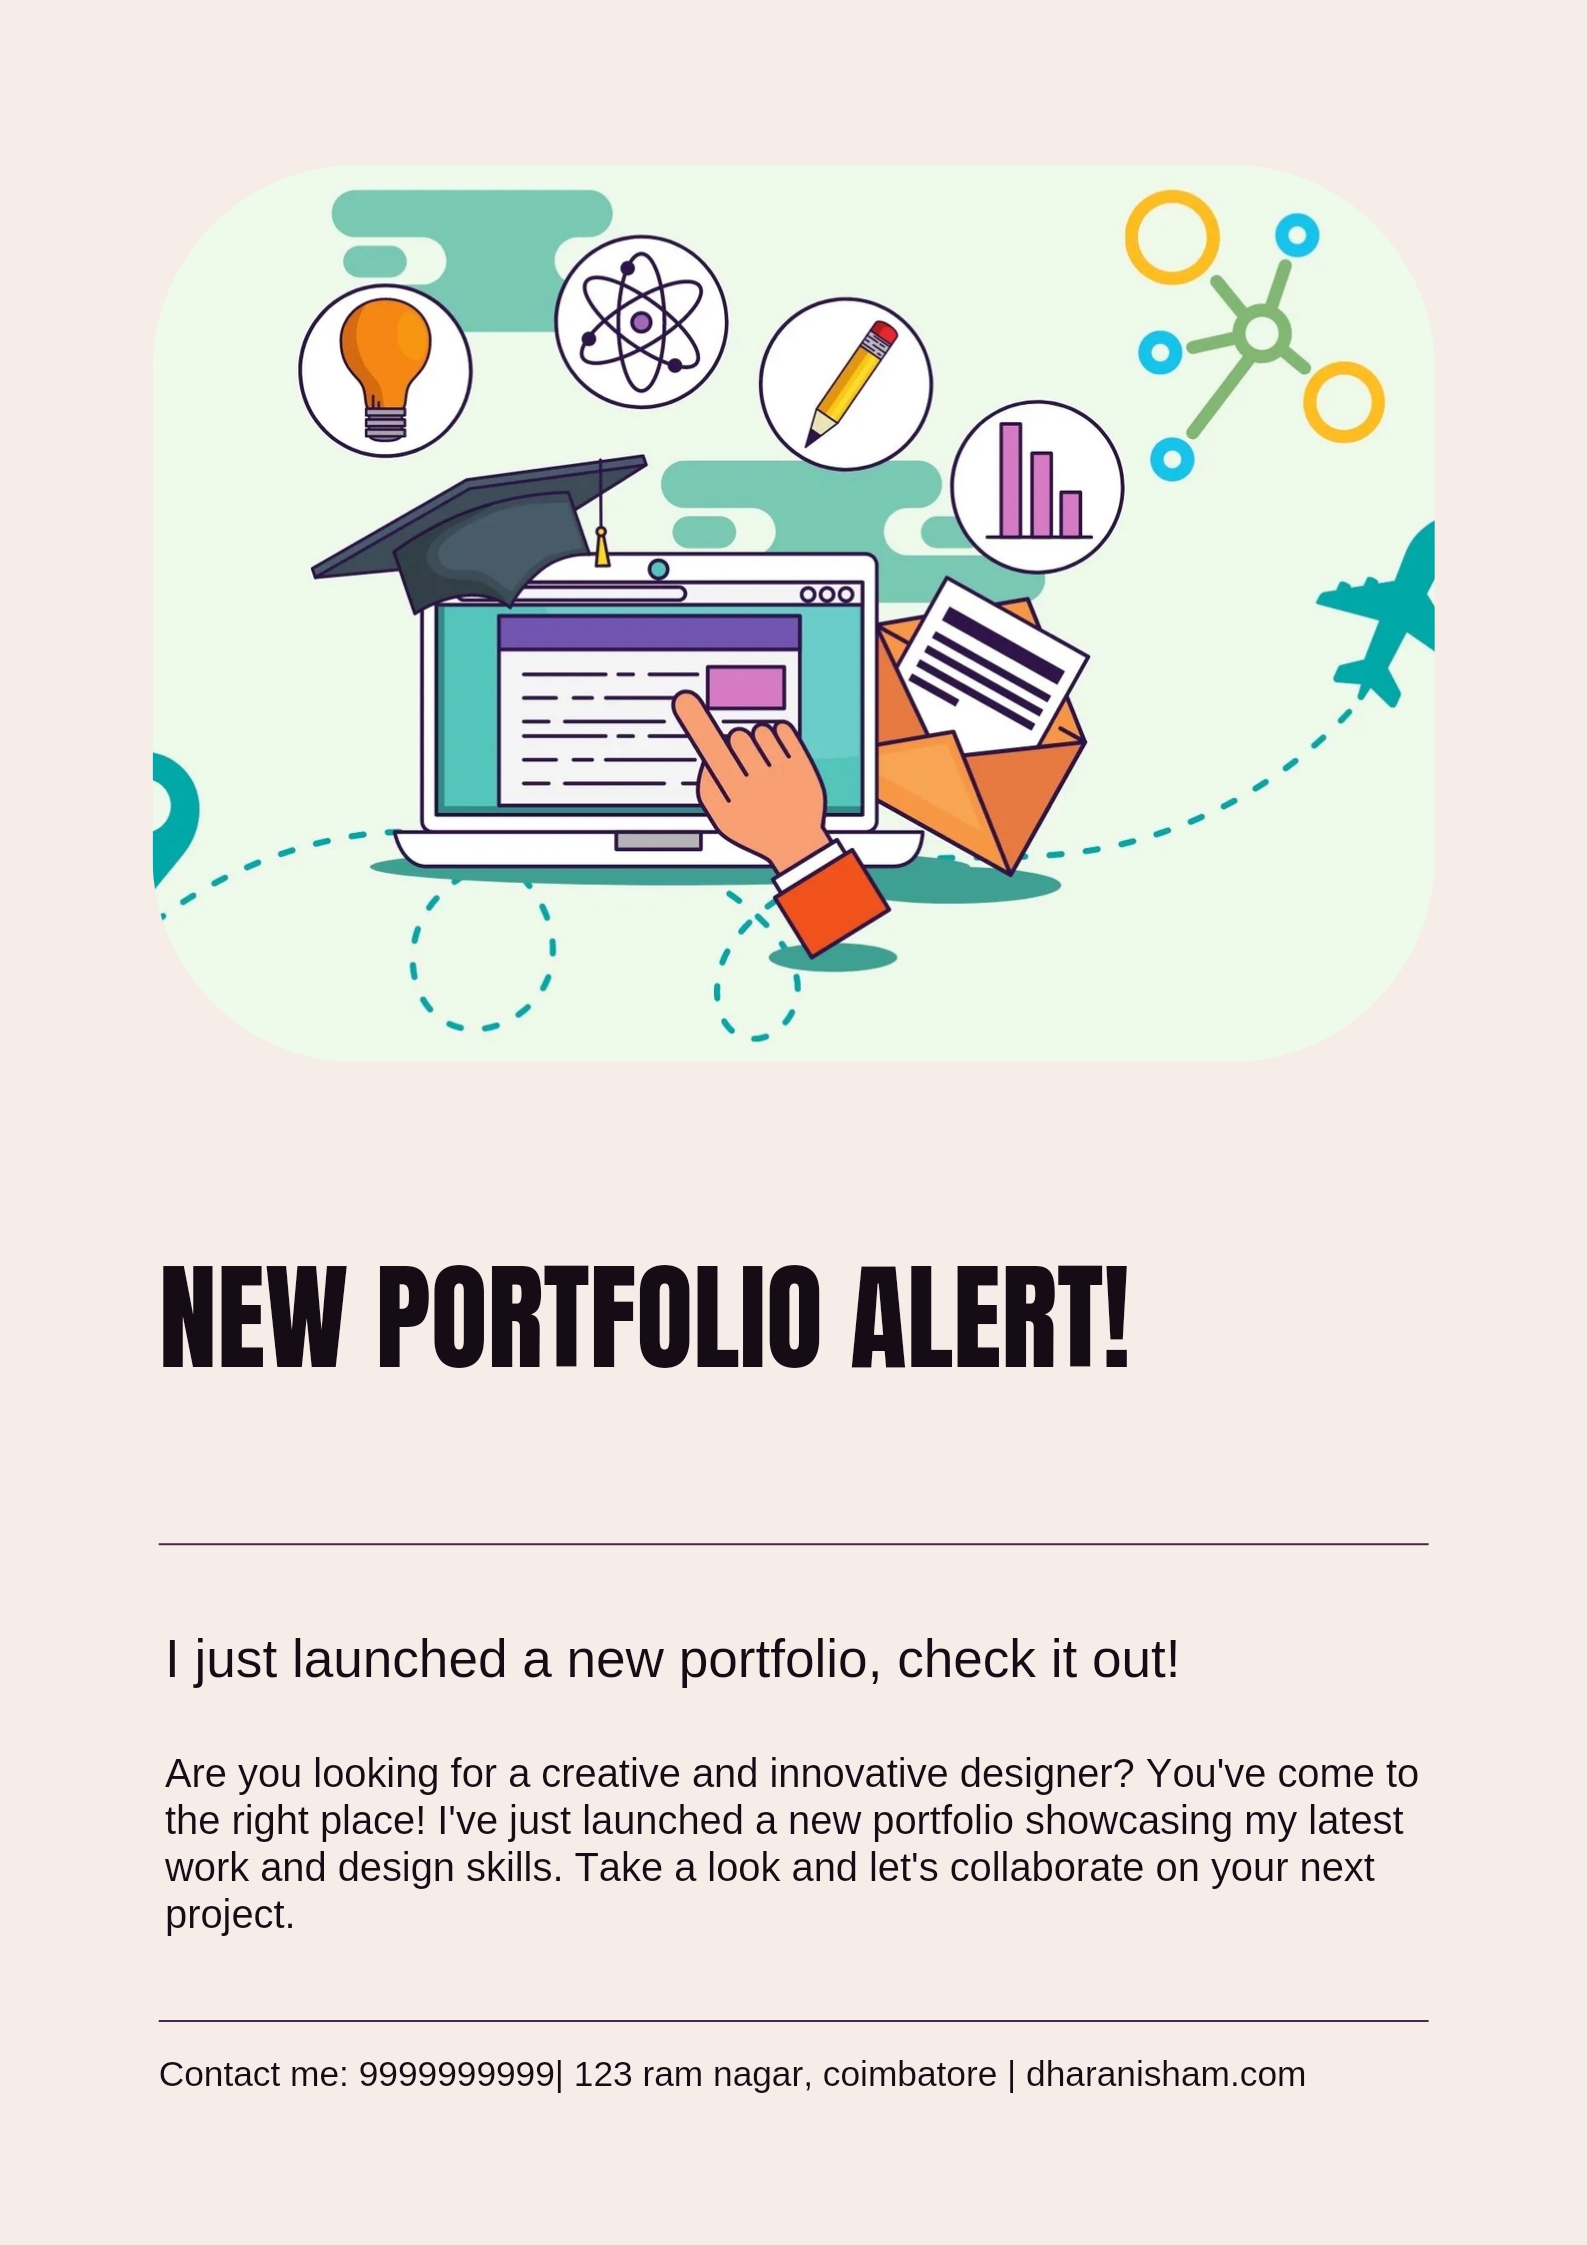 NEW PORTFOLIO ALERT!
I just launched a new portfolio, check it out!
Are you looking for a creative and innovative designer? You've come to
the right place! I've just launched a new portfolio showcasing my latest
work and design skills. Take a look and let's collaborate on your next
project.
Contact me: 9999999999| 123 ram nagar, coimbatore | dharanisham.com